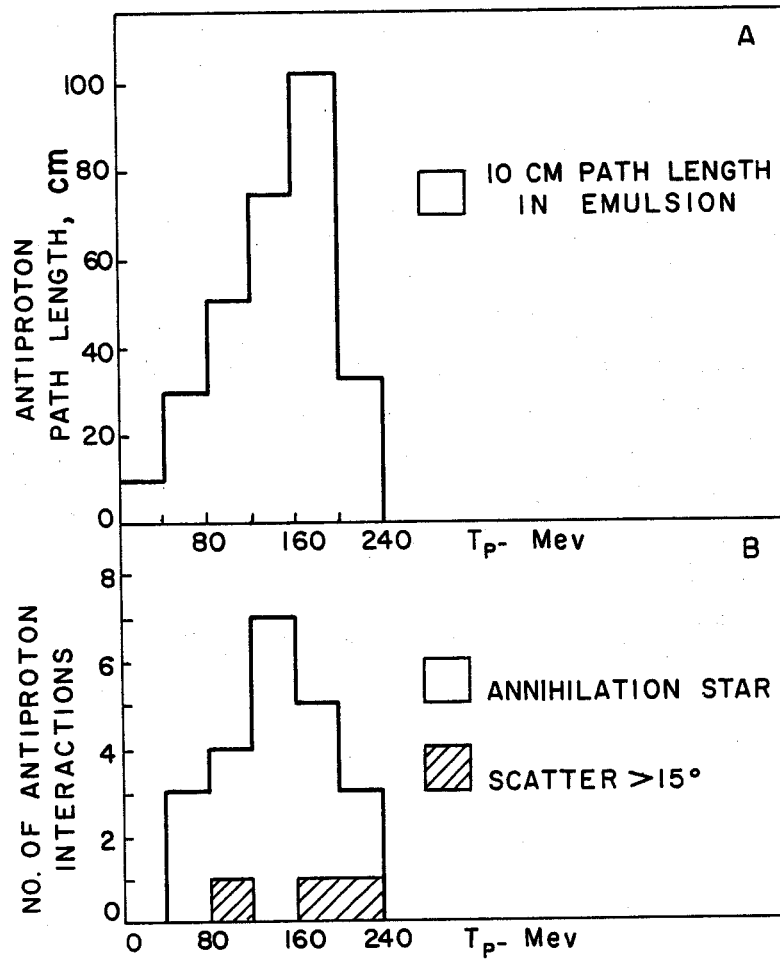 A
100
80
60
40
20
0
ANTIPROTON
PATH LENGTH, cm
10 CM PATH LENGTH
IN EMULSION
80 160 240 Tp- Mev
B
8
6
4
2
0
NO. OF ANTIPROTON
INTERACTIONS
ANNIHILATION STAR
SCATTER >15°
0 80 160 240 Tp- Mev